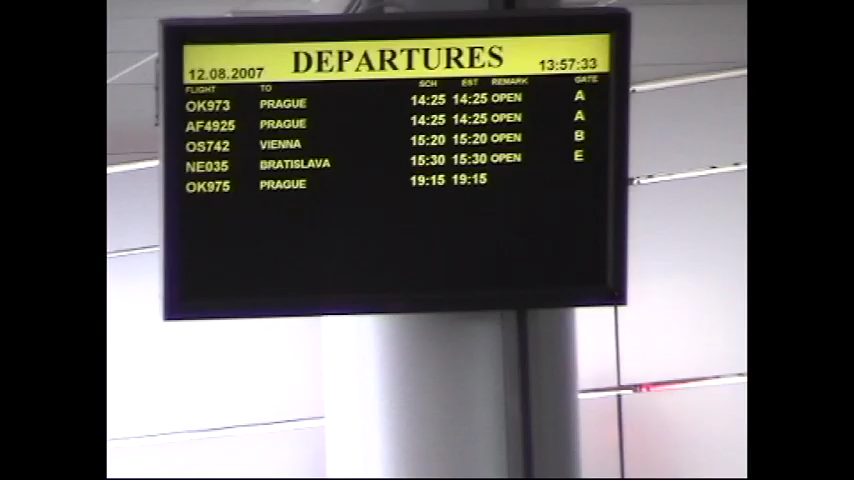 12.08.2007 DEPARTURES 13:57:33
FLIGHT TO SCH EST REMARK GATE
OK973 PRAGUE 14:25 14:25 OPEN A
AF4925 PRAGUE 14:25 14:25 OPEN A
OS742 VIENNA 15:20 15:20 OPEN B
NE035 BRATISLAVA 15:30 15:30 OPEN E
OK975 PRAGUE 19:15 19:15